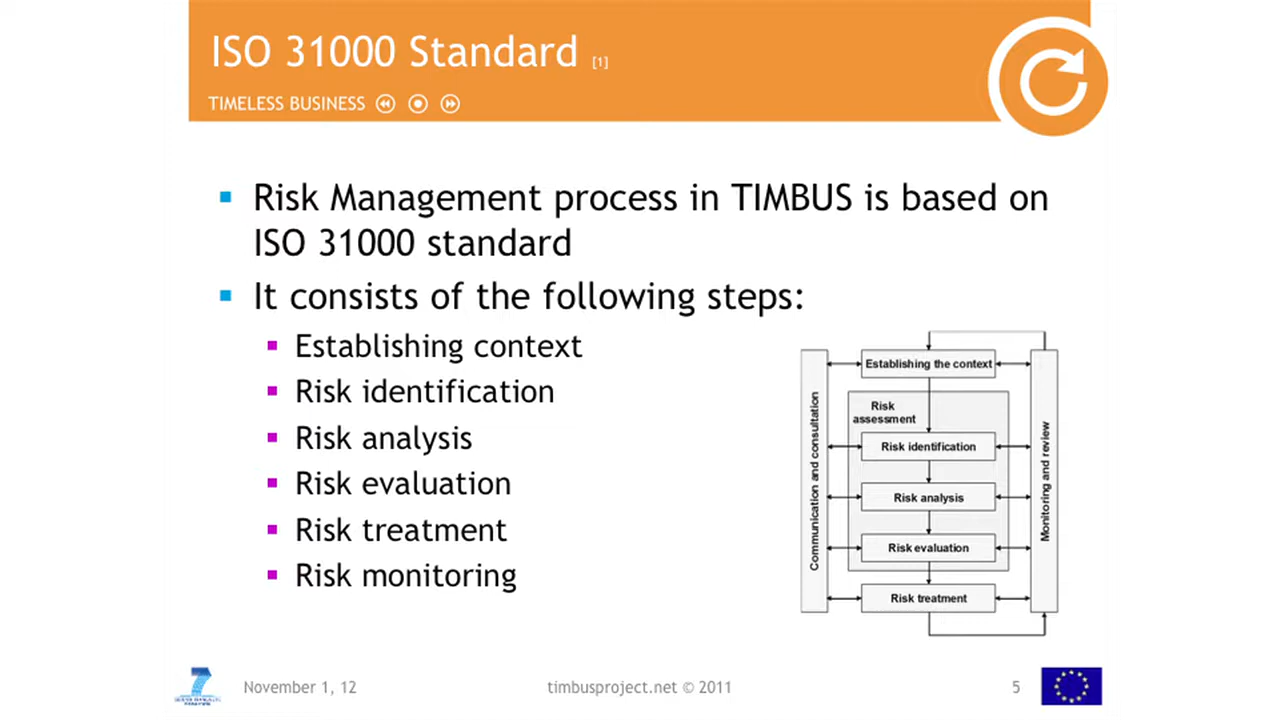 ISO 31000 Standard [1]
TIMELESS BUSINESS
Risk Management process in TIMBUS is based on
ISO 31000 standard
It consists of the following steps:
Establishing context
Risk identification
Risk analysis
Risk evaluation
Risk treatment
Risk monitoring
Communication and consultation
Establishing the context
Risk
assessment
Risk identification
Risk analysis
Risk evaluation
Risk treatment
Monitoring and review
7
November 1, 12
timbusproject.net © 2011
5